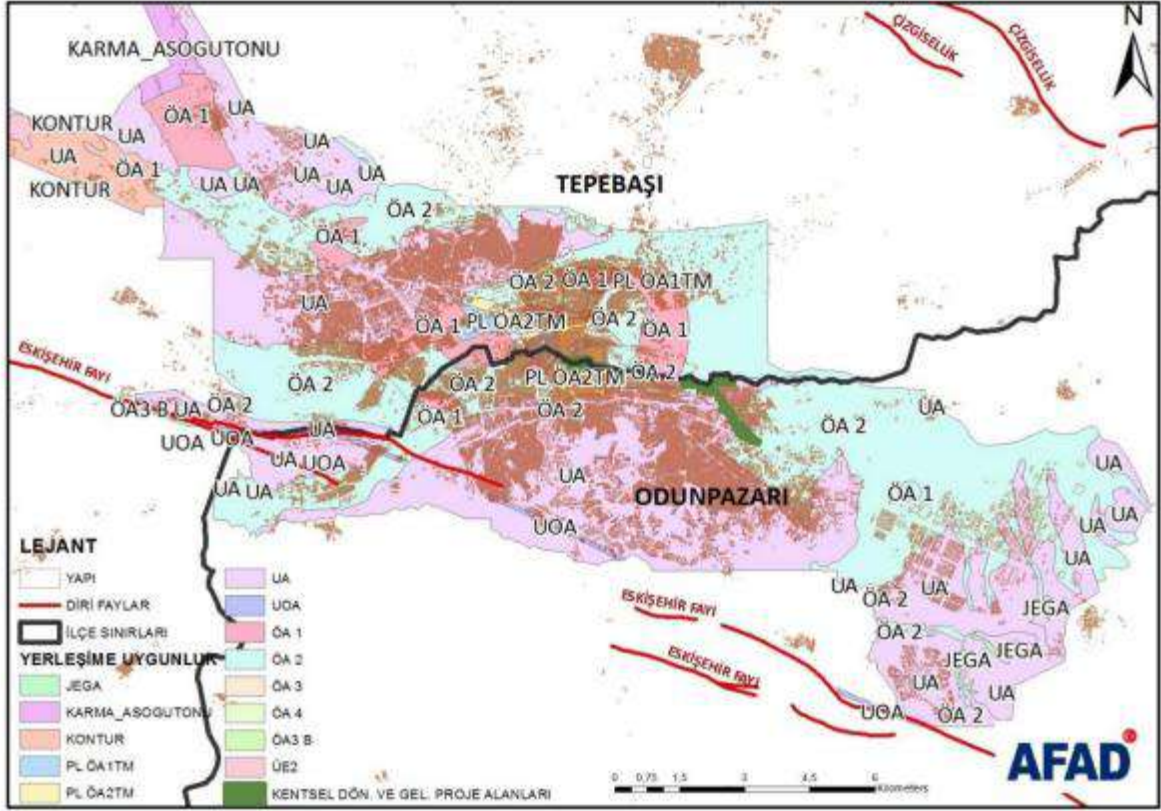 N
KARMA_ASOGUTONU
ÇİZGİSELLİK
ÇİZGİSELLİK
ÖA 1
UA
KONTUR
UA
UA
UA
ÖA 1
UA
UA UA
UA
UA
KONTUR
TEPEBAŞI
ÖA 2
ÖA 1
ÖA 2
ÖA 1
PL ÖA1TM
UA
ÖA 1
PL ÖA2TM
ÖA 2
ÖA 1
ESKİŞEHİR FAYI
ÖA 2
ÖA 2
PL ÖA2TM
ÖA 2
ÖA3 B
UA
ÖA 2
ÖA 1
ÖA 2
ÖA 2
UA
UOA
UOA
UA
UA
UOA
UA
UA
UA
UA
ODUNPAZARI
ÖA 1
UA
UA
UOA
UA
UA
ÖA 2
UA
ESKİŞEHİR FAYI
JEGA
ÖA 2
JEGA
JEGA
ESKİŞEHİR FAYI
UA
UA
UOA
ÖA 2
LEJANT
YAPI
DİRİ FAYLAR
İLÇE SINIRLARI
YERLEŞİME UYGUNLUK
JEGA
KARMA_ASOGUTONU
KONTUR
PL ÖA1TM
PL ÖA2TM
UA
UOA
ÖA 1
ÖA 2
ÖA 3
ÖA 4
ÖA3 B
ÜE2
KENTSEL DÖN. VE GEL. PROJE ALANLARI
0 0,75 1,5 3 4,5 6
Kilometers
AFAD